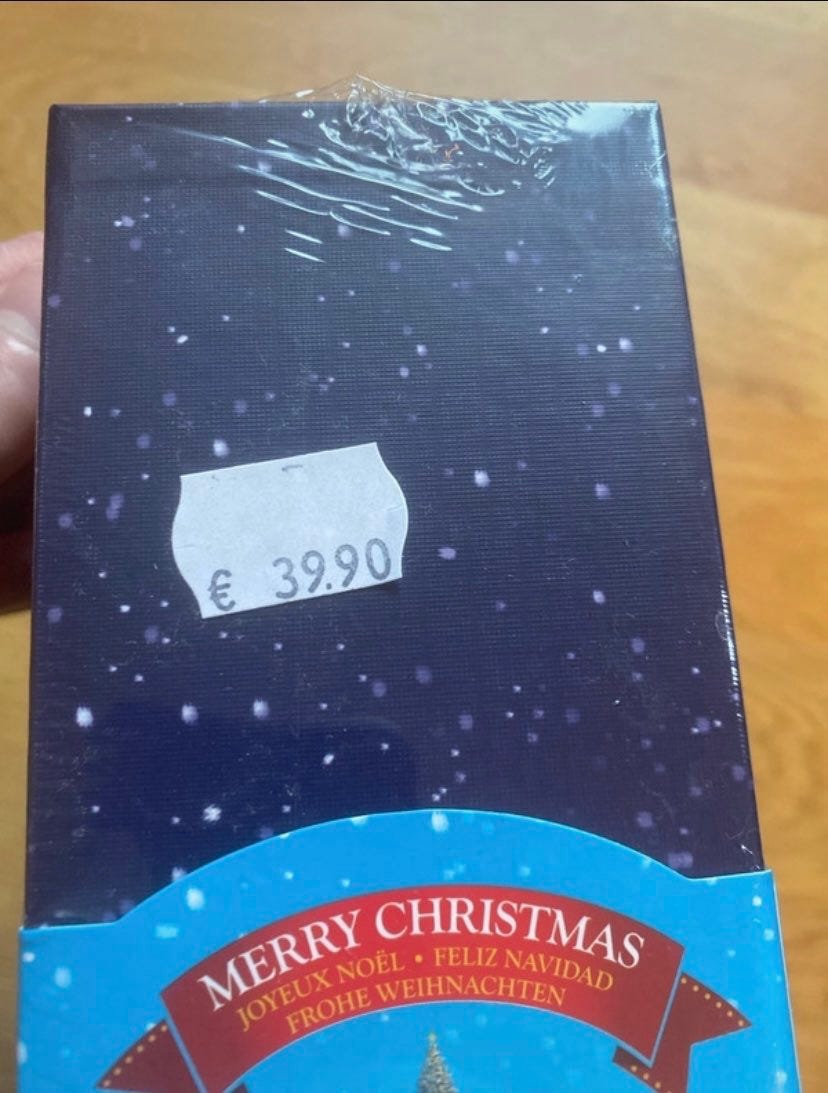 € 39.90
MERRY CHRISTMAS
JOYEUX NOËL • FELIZ NAVIDAD
FROHE WEIHNACHTEN